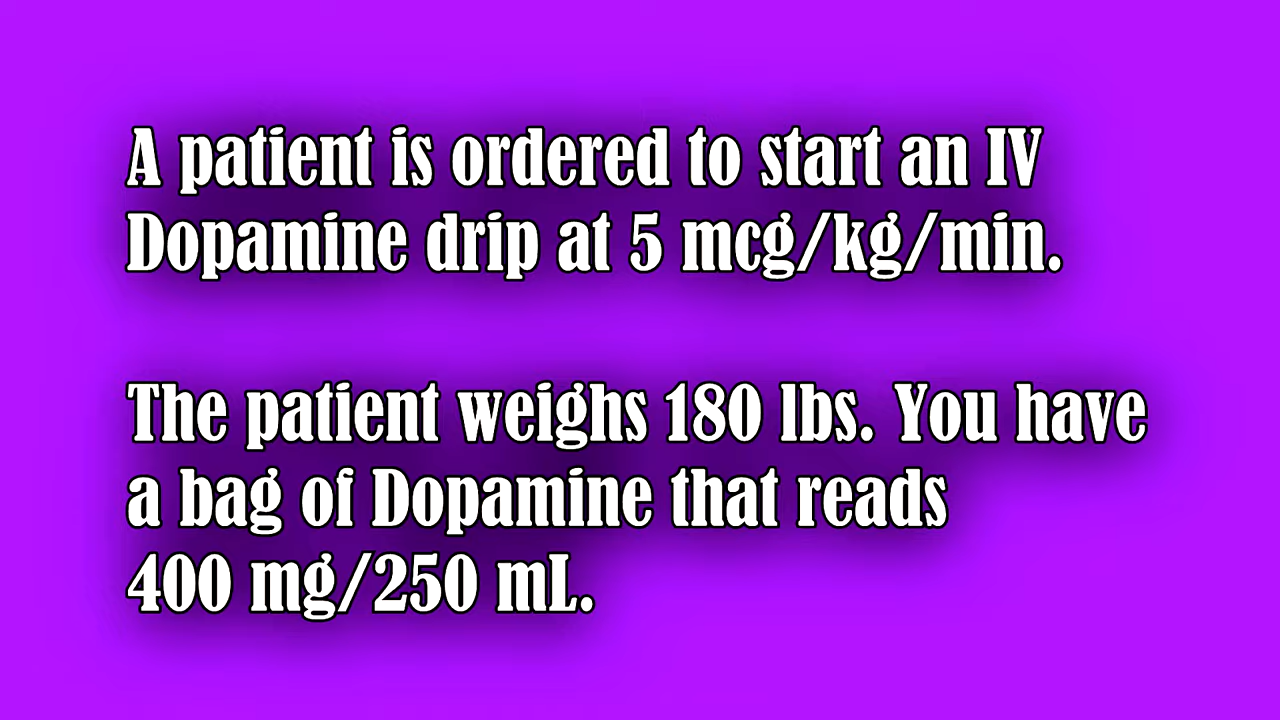 A patient is ordered to start an IV
Dopamine drip at 5 mcg/kg/min.
The patient weighs 180 lbs. You have
a bag of Dopamine that reads
400 mg/250 mL.